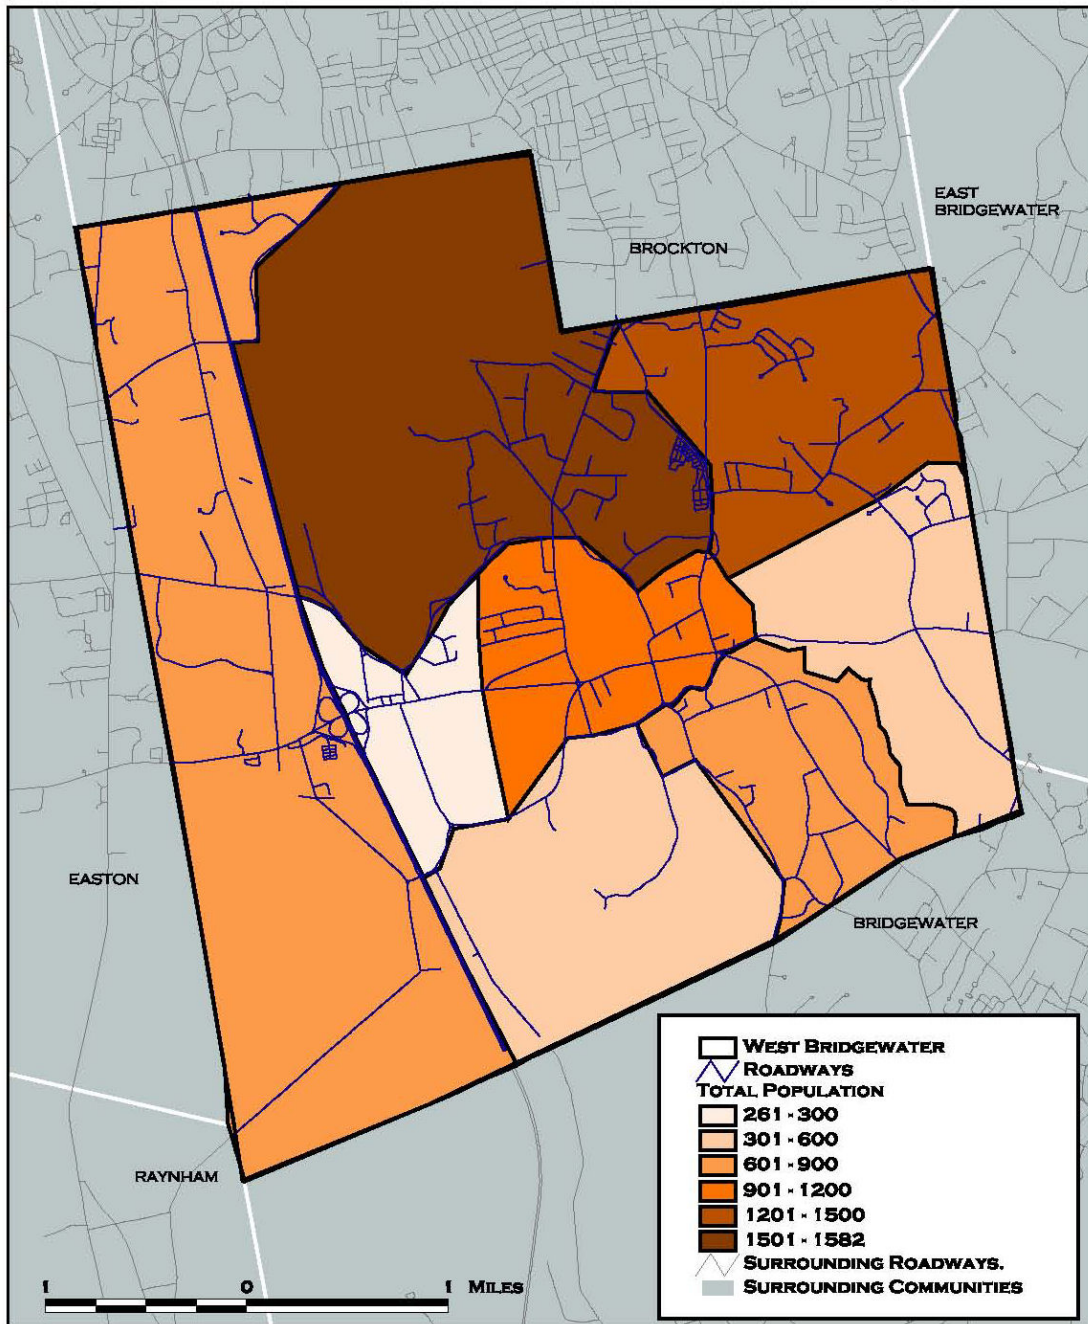 EAST
BRIDGEWATER
BROCKTON
EASTON
BRIDGEWATER
RAYNHAM
WEST BRIDGEWATER
ROADWAYS
TOTAL POPULATION
261 - 300
301 - 600
601 - 900
901 - 1200
1201 - 1500
1501 - 1582
SURROUNDING ROADWAYS.
SURROUNDING COMMUNITIES
1 0 1 MILES